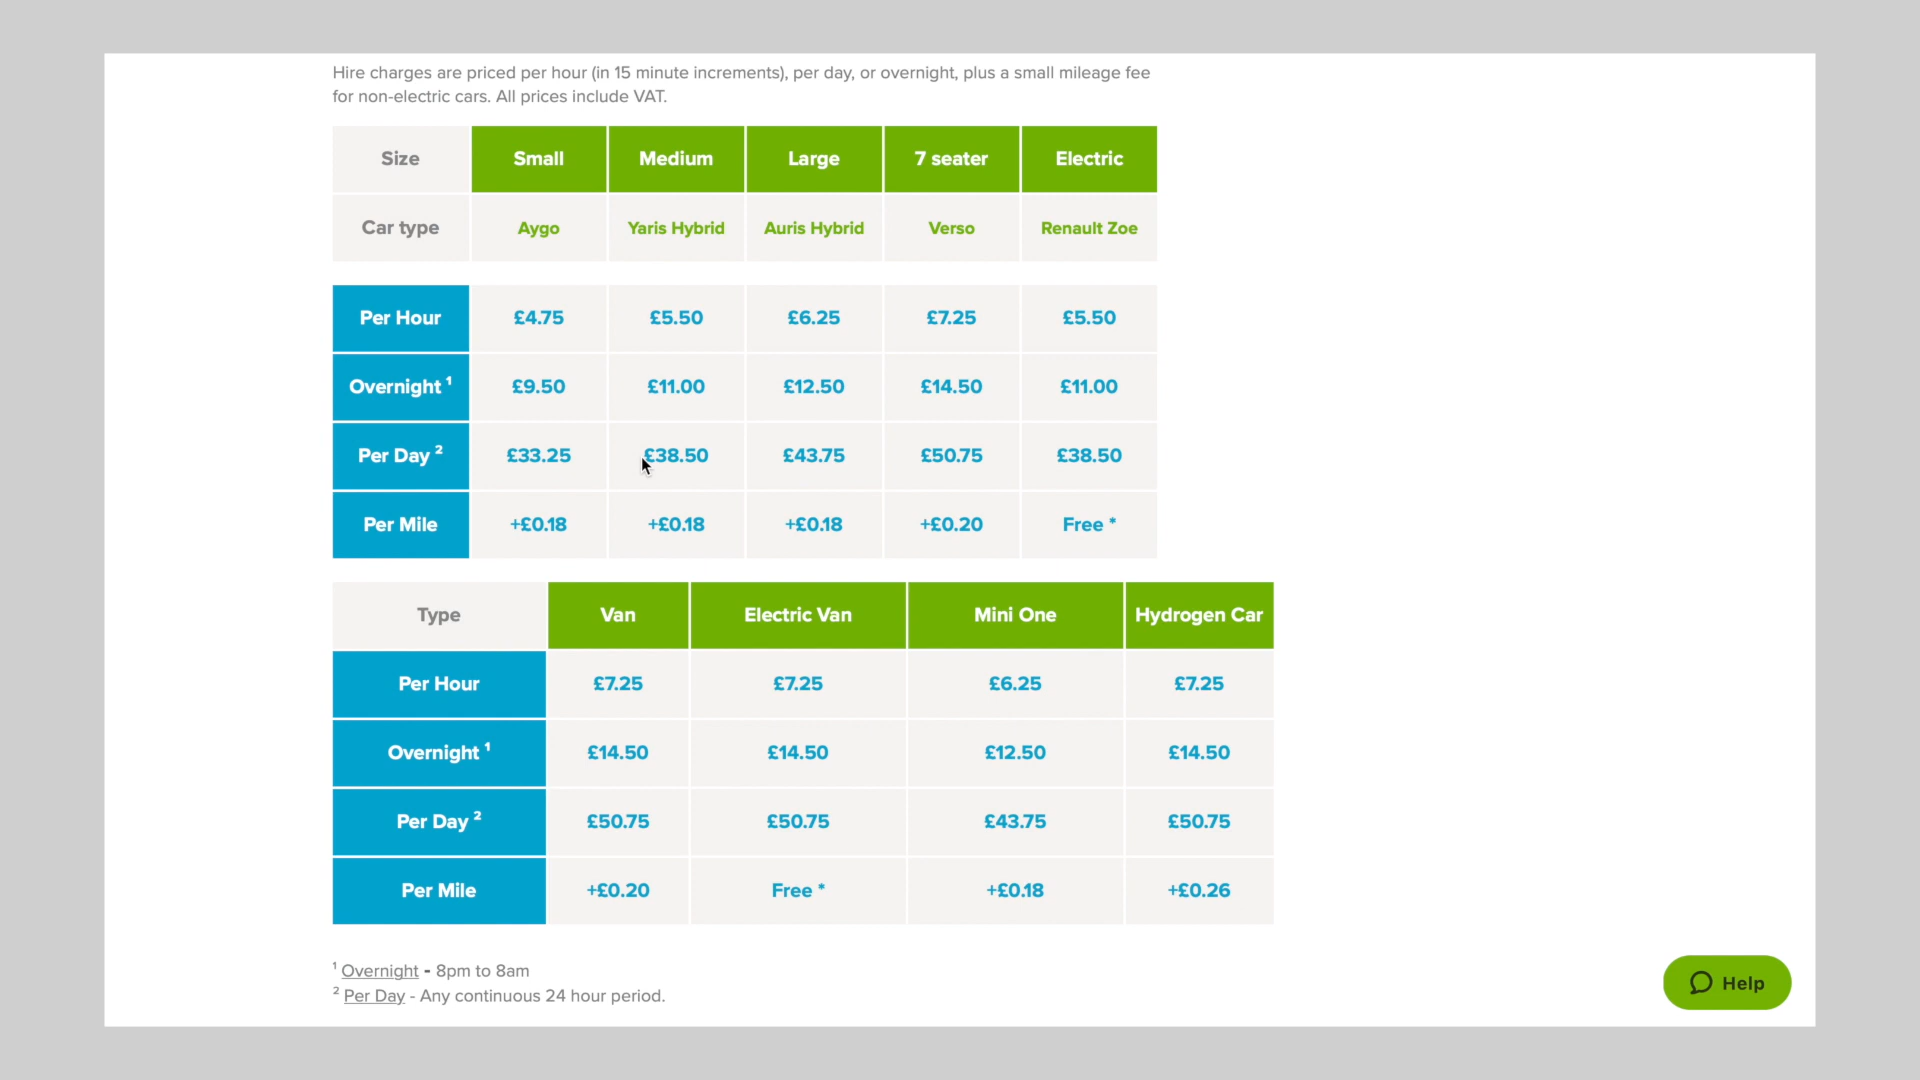 Hire charges are priced per hour (in 15 minute increments), per day, or overnight, plus a small mileage fee
for non-electric cars. All prices include VAT.
Size Small Medium Large 7 seater Electric
Car type Aygo Yaris Hybrid Auris Hybrid Verso Renault Zoe
Per Hour £4.75 £5.50 £6.25 £7.25 £5.50
Overnight ¹ £9.50 £11.00 £12.50 £14.50 £11.00
Per Day ² £33.25 £38.50 £43.75 £50.75 £38.50
Per Mile +£0.18 +£0.18 +£0.18 +£0.20 Free *
Type Van Electric Van Mini One Hydrogen Car
Per Hour £7.25 £7.25 £6.25 £7.25
Overnight ¹ £14.50 £14.50 £12.50 £14.50
Per Day ² £50.75 £50.75 £43.75 £50.75
Per Mile +£0.20 Free * +£0.18 +£0.26
¹ Overnight - 8pm to 8am
² Per Day - Any continuous 24 hour period.
Help